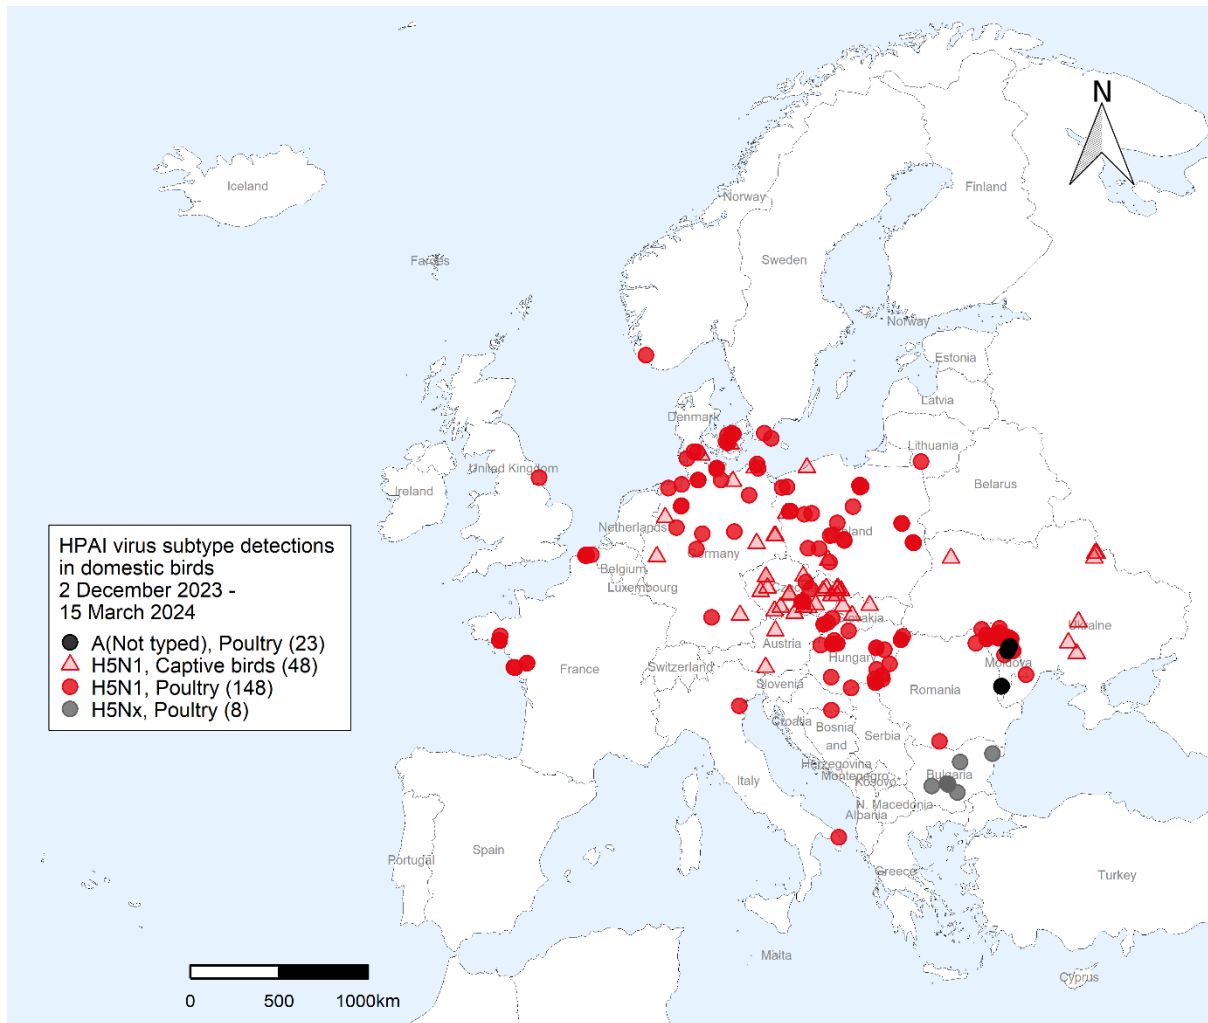 N
Iceland
Norway
Finland
Faroes
Sweden
Norway
Estonia
Latvia
Denmark
Lithuania
United Kingdom
Ireland
Belarus
Netherlands
Germany
Belgium
Luxembourg
Slovakia
Ukraine
France
Switzerland
Austria
Hungary
Moldova
Slovenia
Romania
Croatia
Bosnia
and
Herzegovina
Serbia
Montenegro
Kosovo
Bulgaria
Italy
N. Macedonia
Albania
Portugal
Spain
Greece
Turkey
Malta
Cyprus
HPAI virus subtype detections
in domestic birds
2 December 2023 -
15 March 2024
A(Not typed), Poultry (23)
H5N1, Captive birds (48)
H5N1, Poultry (148)
H5Nx, Poultry (8)
0 500 1000km